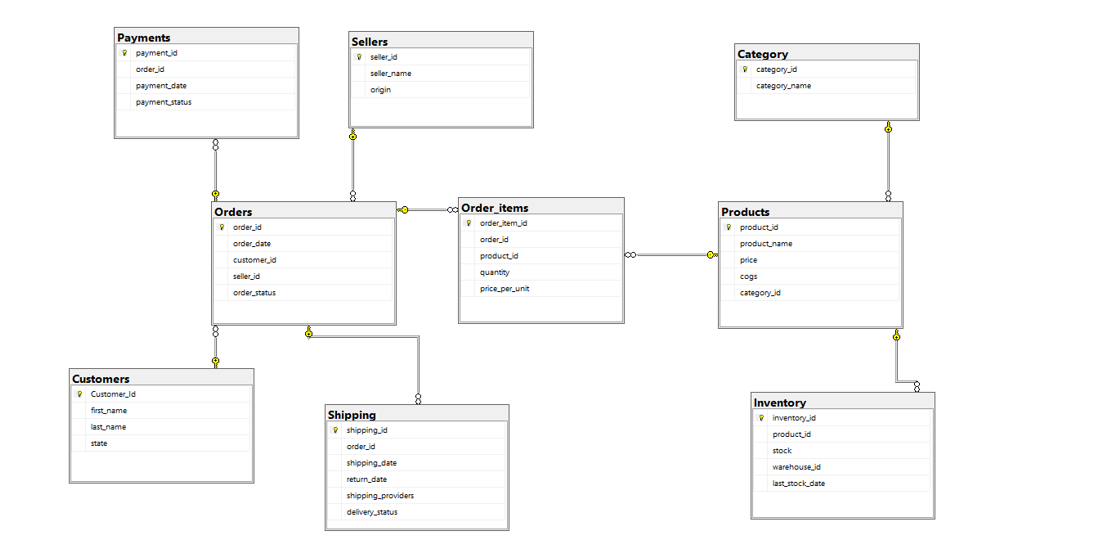 Payments
payment_id
order_id
payment_date
payment_status
Sellers
seller_id
seller_name
origin
Category
category_id
category_name
Orders
order_id
order_date
customer_id
seller_id
order_status
Order_items
order_item_id
order_id
product_id
quantity
price_per_unit
Products
product_id
product_name
price
cogs
category_id
Customers
Customer_Id
first_name
last_name
state
Shipping
shipping_id
order_id
shipping_date
return_date
shipping_providers
delivery_status
Inventory
inventory_id
product_id
stock
warehouse_id
last_stock_date